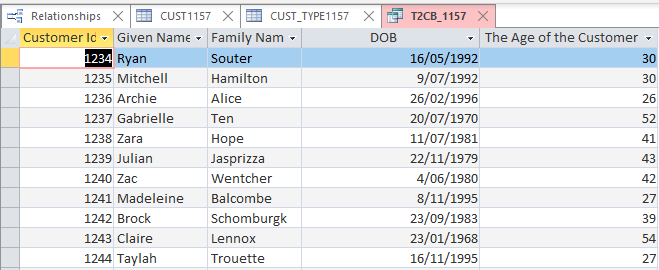 Relationships CUST1157 CUST_TYPE1157 T2CB_1157
Customer Id Given Name Family Nam DOB The Age of the Customer
1234 Ryan Souter 16/05/1992 30
1235 Mitchell Hamilton 9/07/1992 30
1236 Archie Alice 26/02/1996 26
1237 Gabrielle Ten 20/07/1970 52
1238 Zara Hope 11/07/1981 41
1239 Julian Jasprizza 22/11/1979 43
1240 Zac Wentcher 4/06/1980 42
1241 Madeleine Balcombe 8/11/1995 27
1242 Brock Schomburgk 23/09/1983 39
1243 Claire Lennox 23/01/1968 54
1244 Taylah Trouette 16/11/1995 27